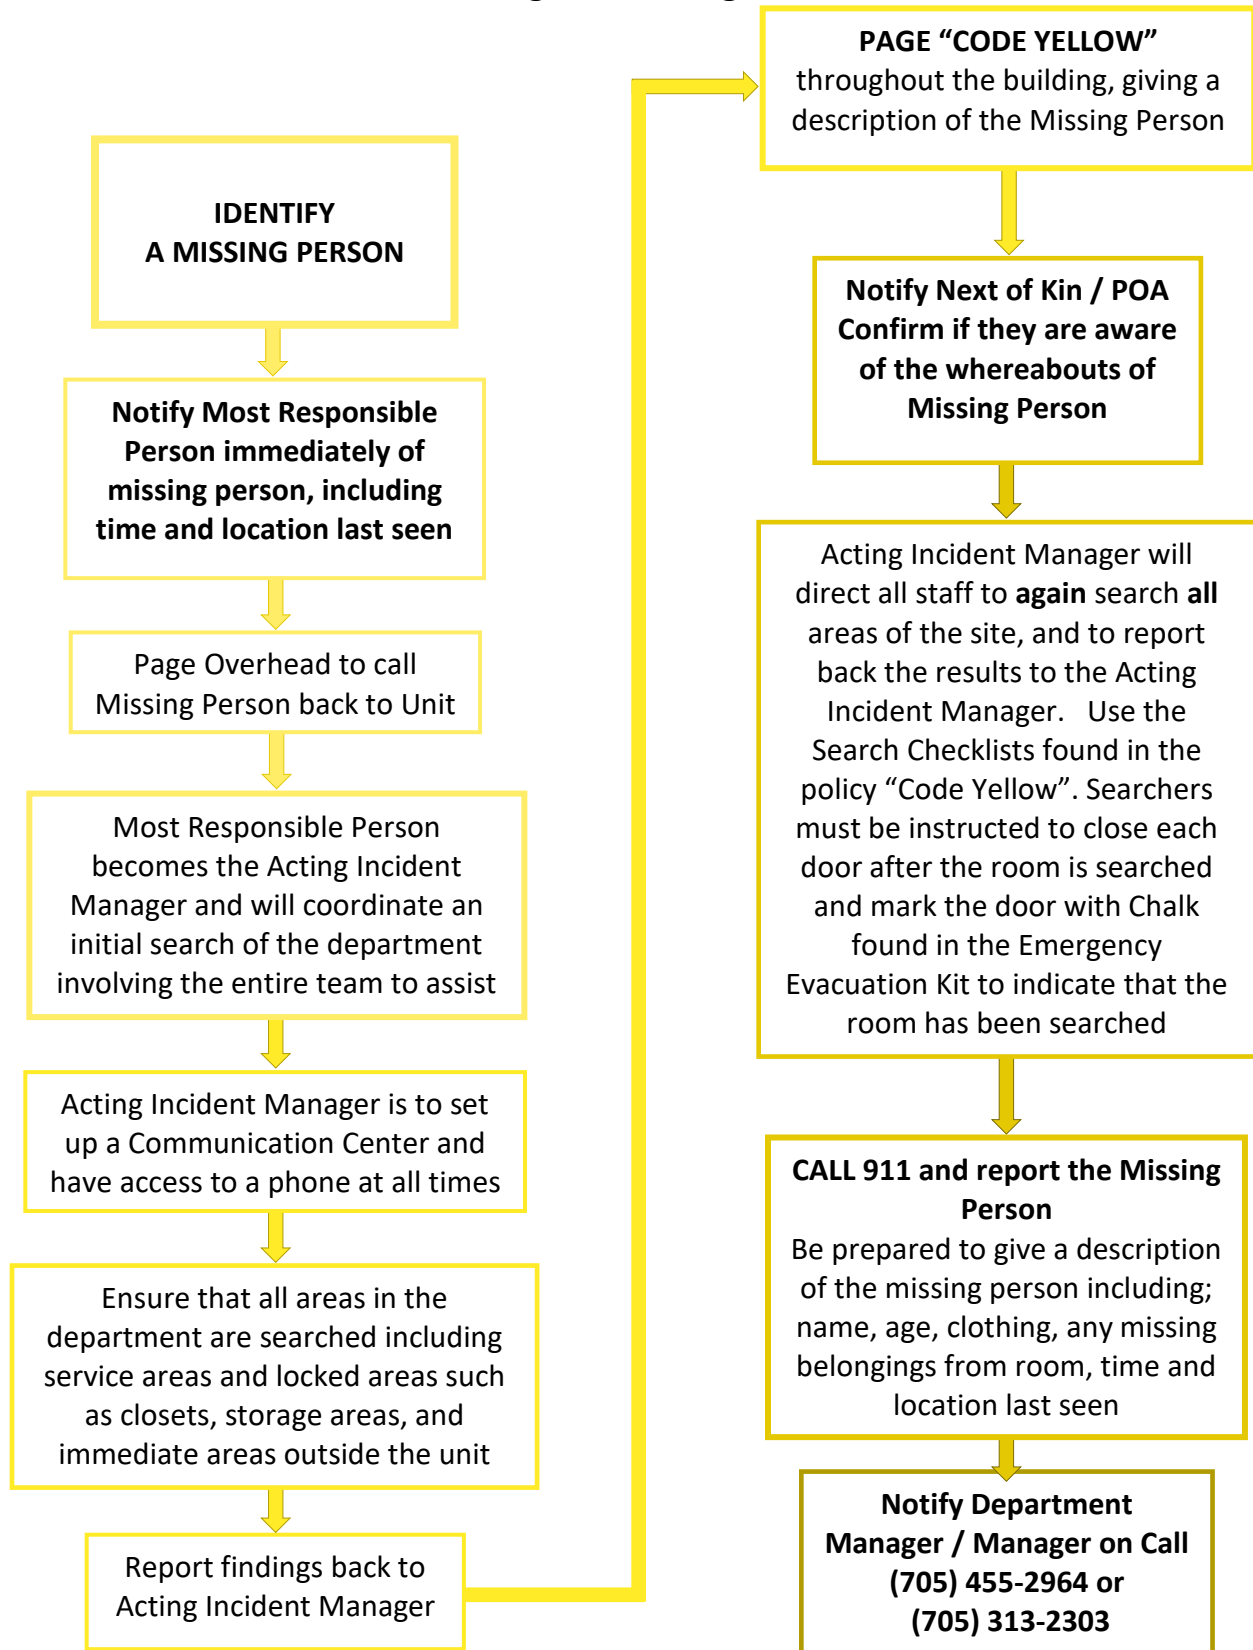 IDENTIFY
A MISSING PERSON
Notify Most Responsible
Person immediately of
missing person, including
time and location last seen
Page Overhead to call
Missing Person back to Unit
Most Responsible Person
becomes the Acting Incident
Manager and will coordinate an
initial search of the department
involving the entire team to assist
Acting Incident Manager is to set
up a Communication Center and
have access to a phone at all times
Ensure that all areas in the
department are searched including
service areas and locked areas such
as closets, storage areas, and
immediate areas outside the unit
Report findings back to
Acting Incident Manager
PAGE “CODE YELLOW”
throughout the building, giving a
description of the Missing Person
Notify Next of Kin / POA
Confirm if they are aware
of the whereabouts of
Missing Person
Acting Incident Manager will
direct all staff to again search all
areas of the site, and to report
back the results to the Acting
Incident Manager.   Use the
Search Checklists found in the
policy “Code Yellow”. Searchers
must be instructed to close each
door after the room is searched
and mark the door with Chalk
found in the Emergency
Evacuation Kit to indicate that the
room has been searched
CALL 911 and report the Missing
Person
Be prepared to give a description
of the missing person including;
name, age, clothing, any missing
belongings from room, time and
location last seen
Notify Department
Manager / Manager on Call
(705) 455-2964 or
(705) 313-2303